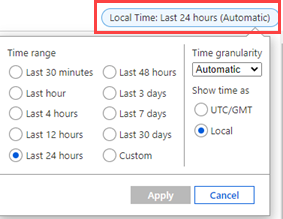 Local Time: Last 24 hours (Automatic)
Time range
Last 30 minutes
Last hour
Last 4 hours
Last 12 hours
Last 24 hours
Last 48 hours
Last 3 days
Last 7 days
Last 30 days
Custom
Time granularity
Automatic
Show time as
UTC/GMT
Local
Apply
Cancel